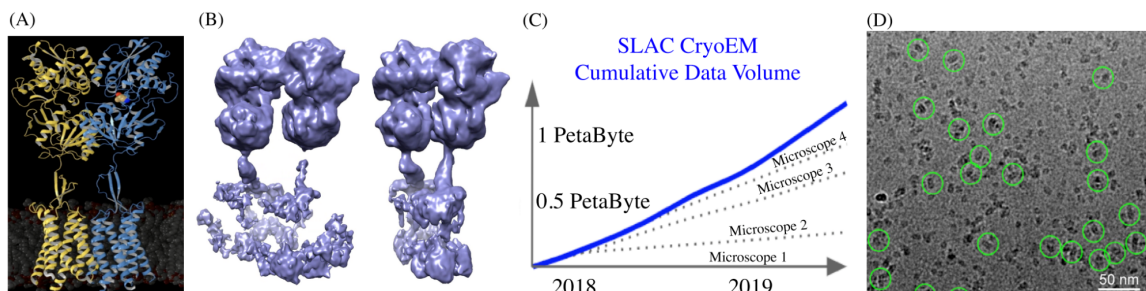 (A)
(B)
(C)
(D)
SLAC CryoEM
Cumulative Data Volume
1 PetaByte
Microscope 4
Microscope 3
0.5 PetaByte
Microscope 2
Microscope 1
2018
2019
50 nm